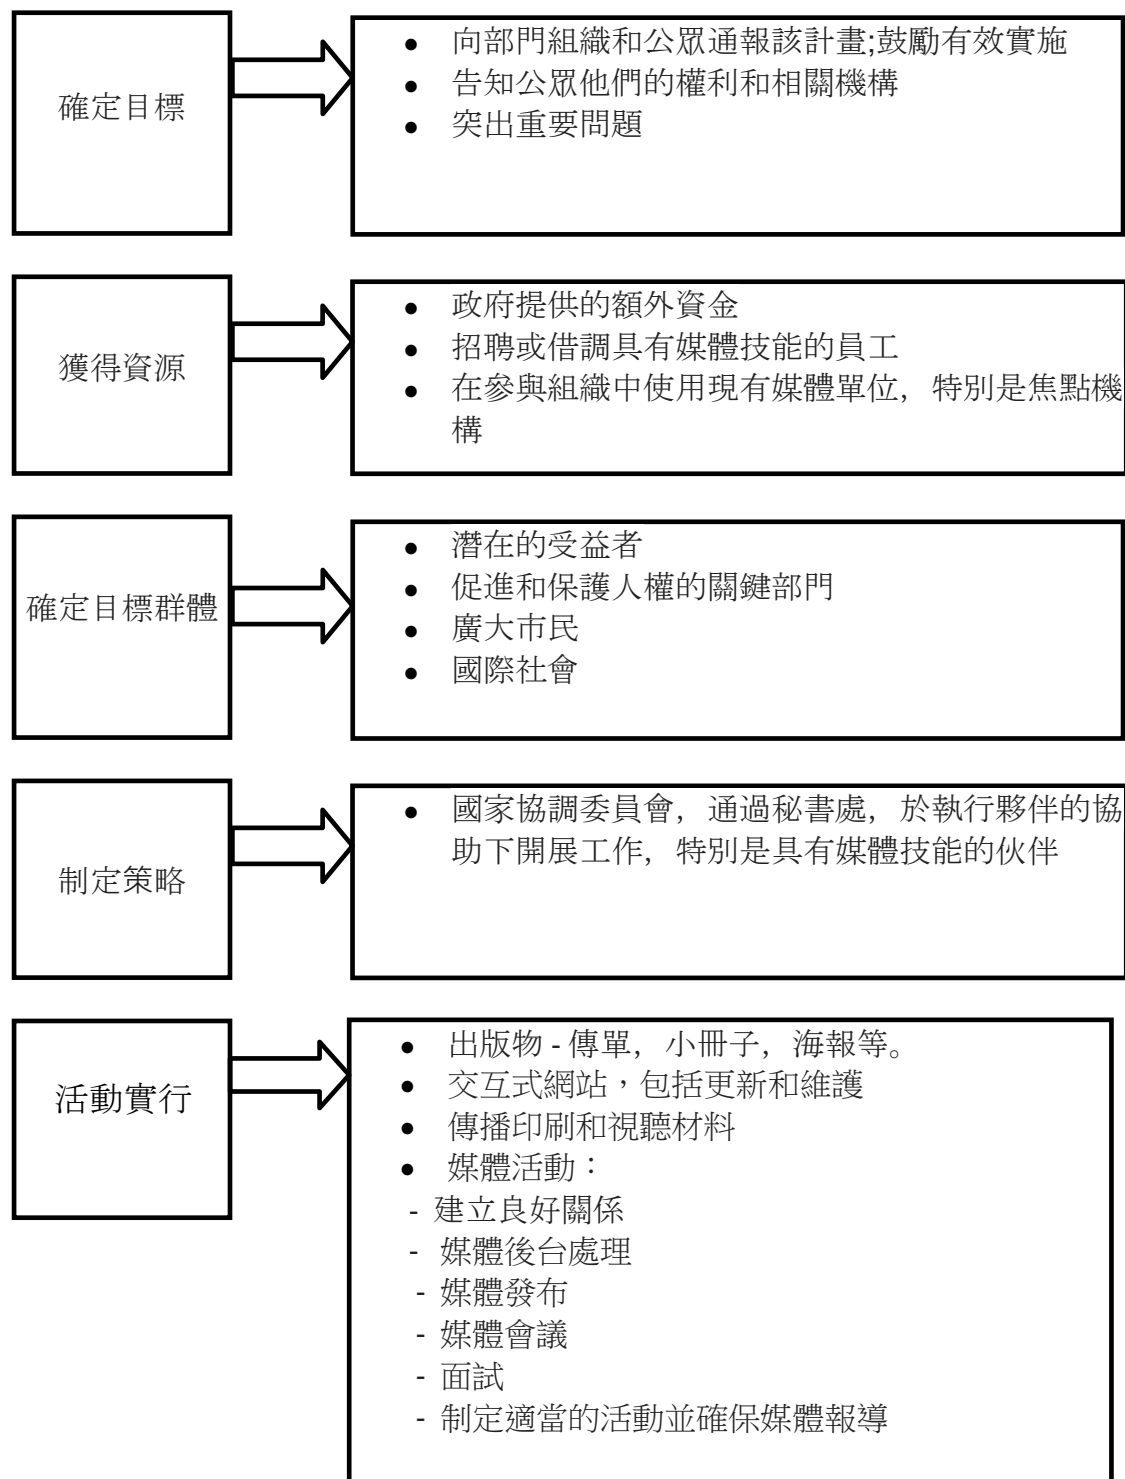 確定目標
● 向部門組織和公眾通報該計畫;鼓勵有效實施
● 告知公眾他們的權利和相關機構
● 突出重要問題
獲得資源
● 政府提供的額外資金
● 招聘或借調具有媒體技能的員工
● 在參與組織中使用現有媒體單位，特別是焦點機
構
確定目標群體
● 潛在的受益者
● 促進和保護人權的關鍵部門
● 廣大市民
● 國際社會
制定策略
● 國家協調委員會，通過秘書處，於執行夥伴的協
助下開展工作，特別是具有媒體技能的伙伴
活動實行
● 出版物 - 傳單，小冊子，海報等。
● 交互式網站，包括更新和維護
● 傳播印刷和視聽材料
● 媒體活動：
- 建立良好關係
- 媒體後台處理
- 媒體發布
- 媒體會議
- 面試
- 制定適當的活動並確保媒體報導